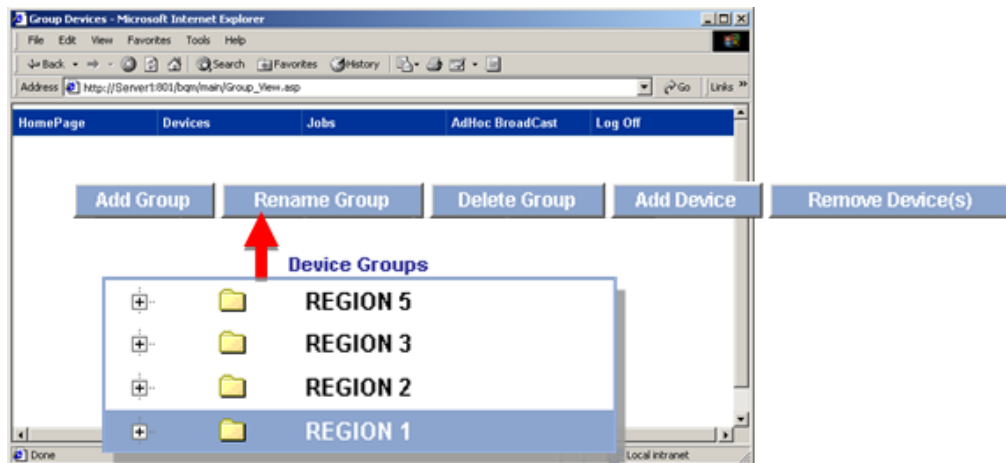 Group Devices - Microsoft Internet Explorer
File Edit View Favorites Tools Help
Back Search Favorites History
Address http://Server1:801/bqm/main/Group_View.asp Go Links »
HomePage Devices Jobs AdHoc BroadCast Log Off
Add Group Rename Group Delete Group Add Device Remove Device(s)
Device Groups
REGION 5
REGION 3
REGION 2
REGION 1
Done Local intranet